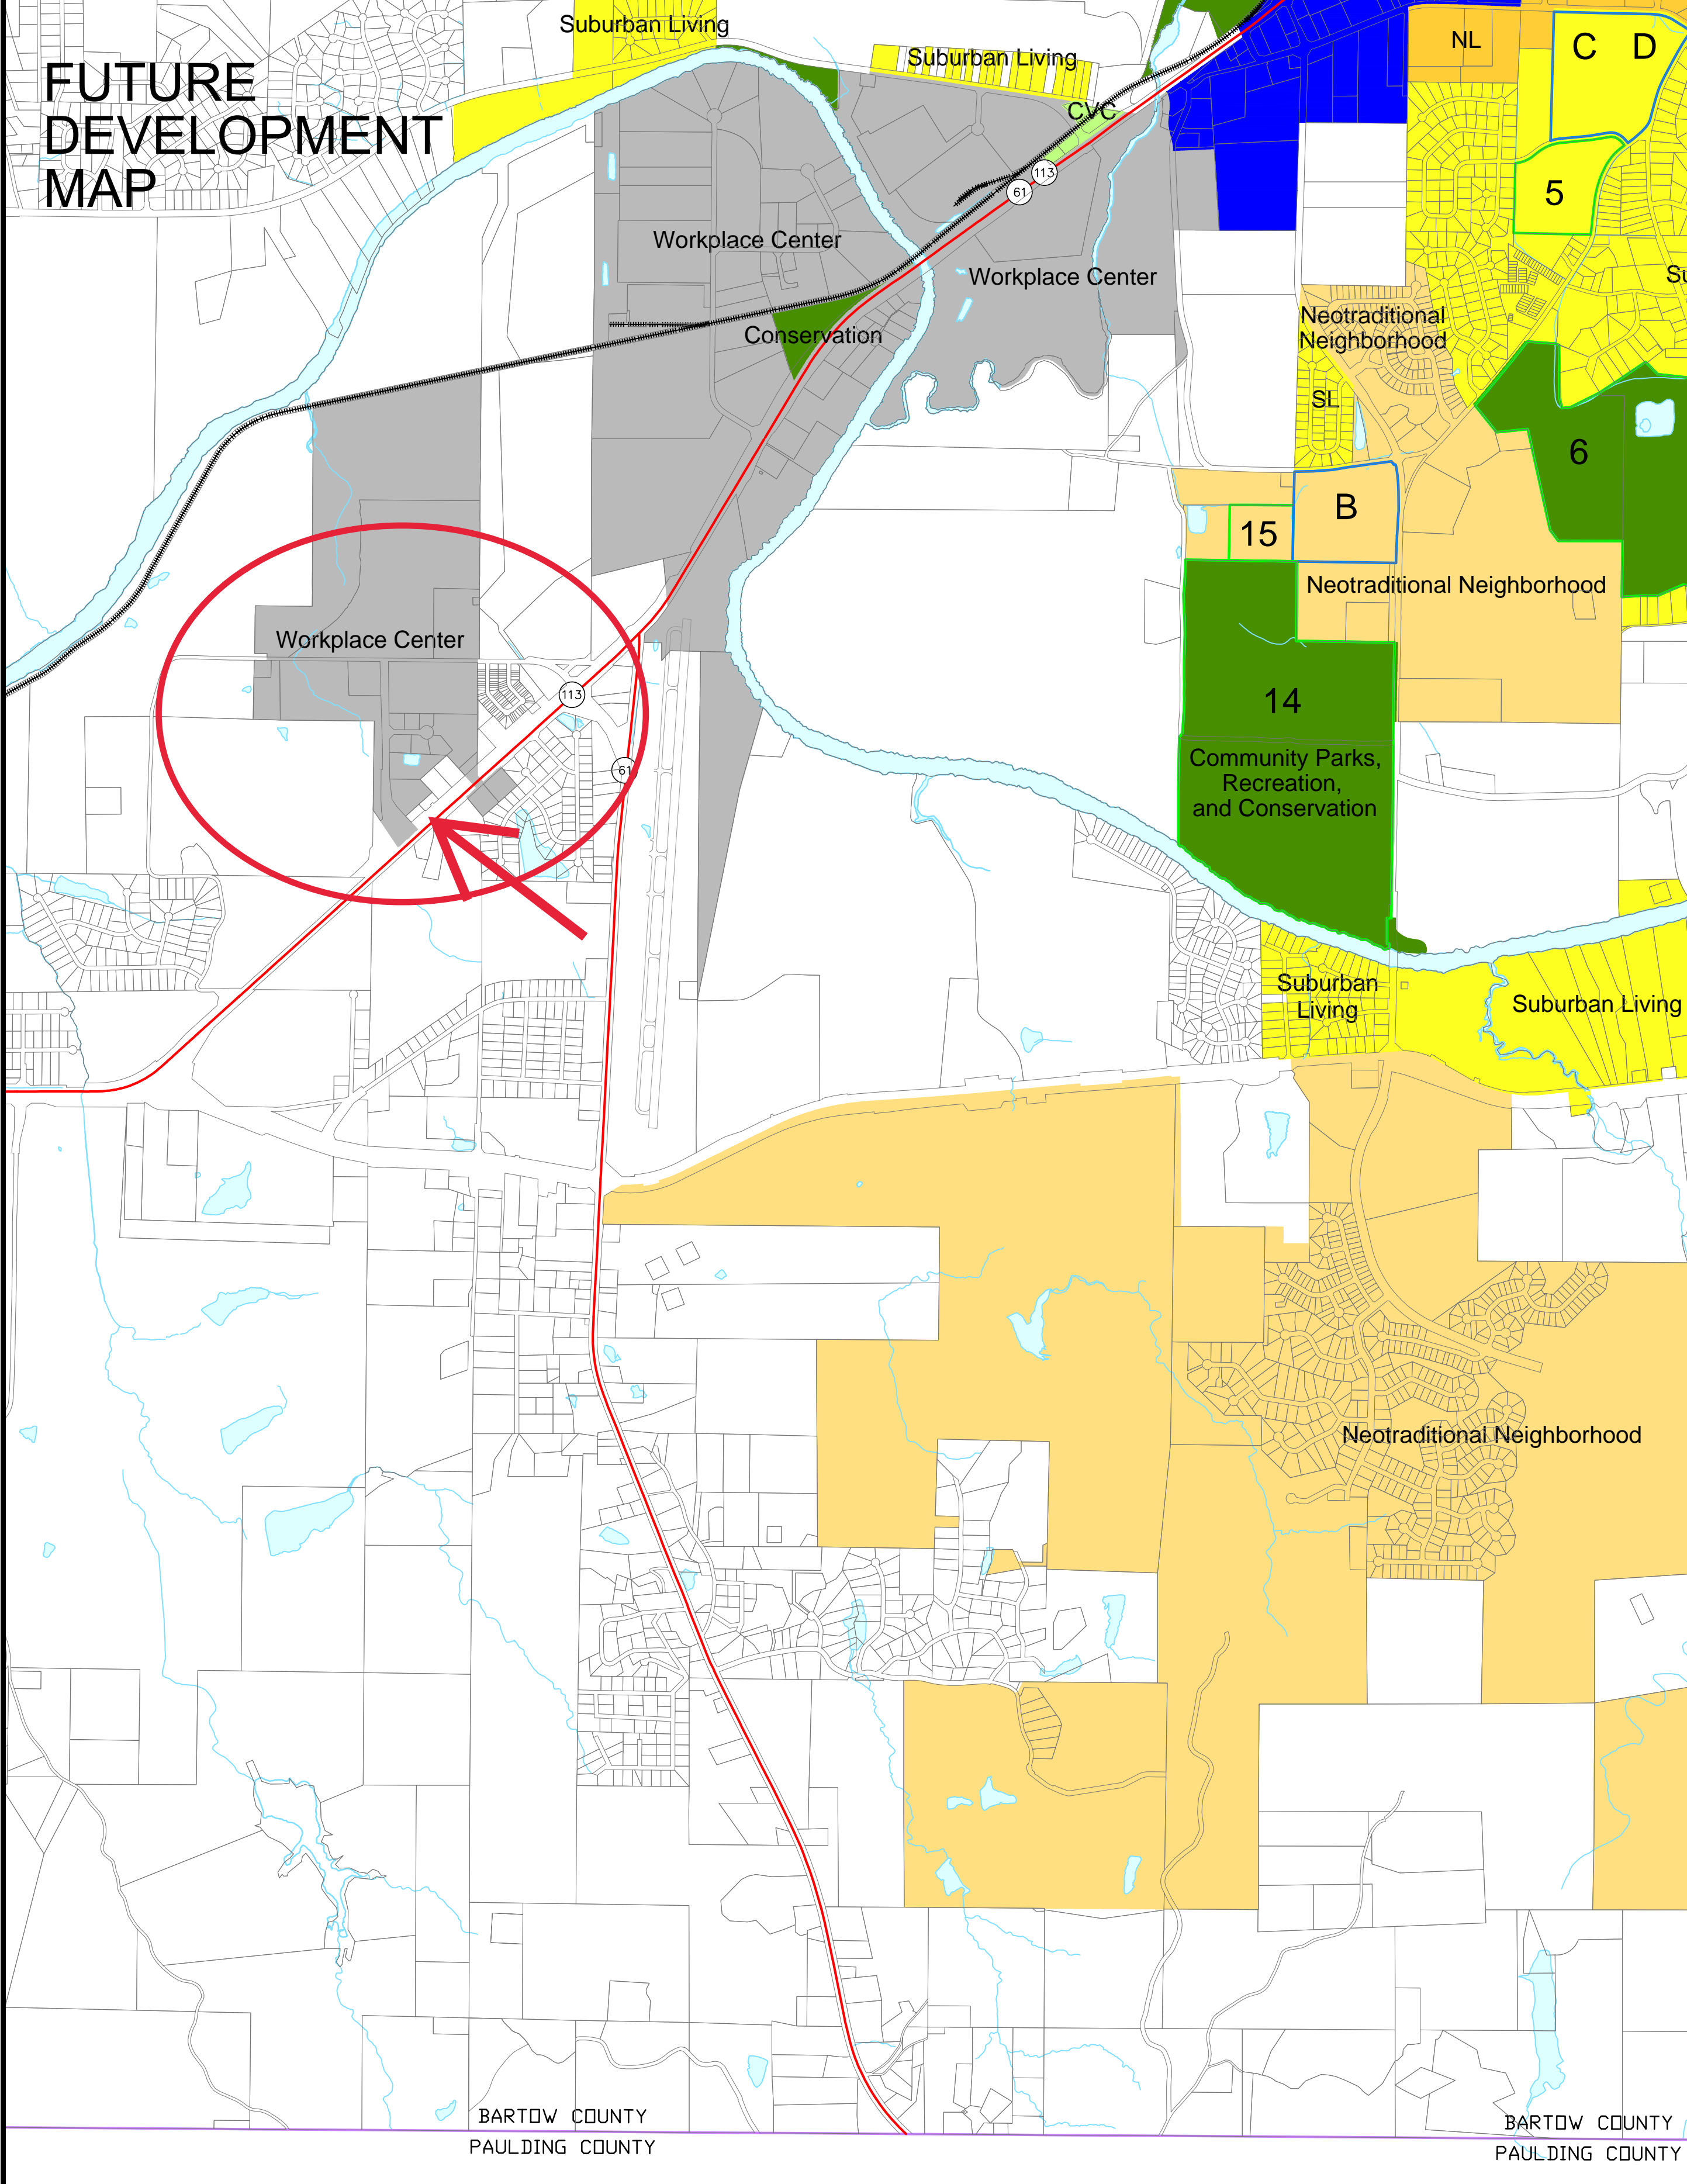 FUTURE
DEVELOPMENT
MAP
Suburban Living
Suburban Living
CVC
NL
C D
5
113
61
Workplace Center
Workplace Center
Conservation
Neotraditional
Neighborhood
SL
6
B
15
Neotraditional Neighborhood
Workplace Center
113
61
14
Community Parks,
Recreation,
and Conservation
Suburban
Living
Suburban Living
Neotraditional Neighborhood
BARTOW COUNTY
PAULDING COUNTY
BARTOW COUNTY
PAULDING COUNTY